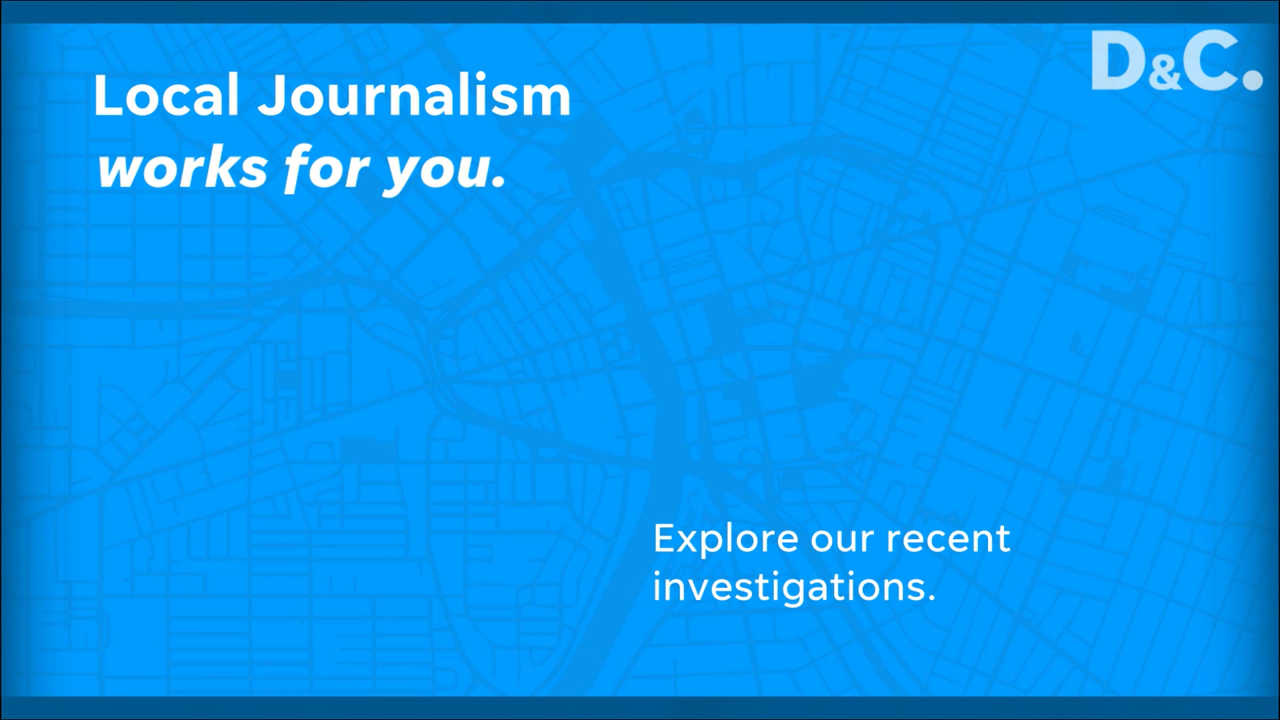 D&C.
Local Journalism
works for you.
Explore our recent
investigations.